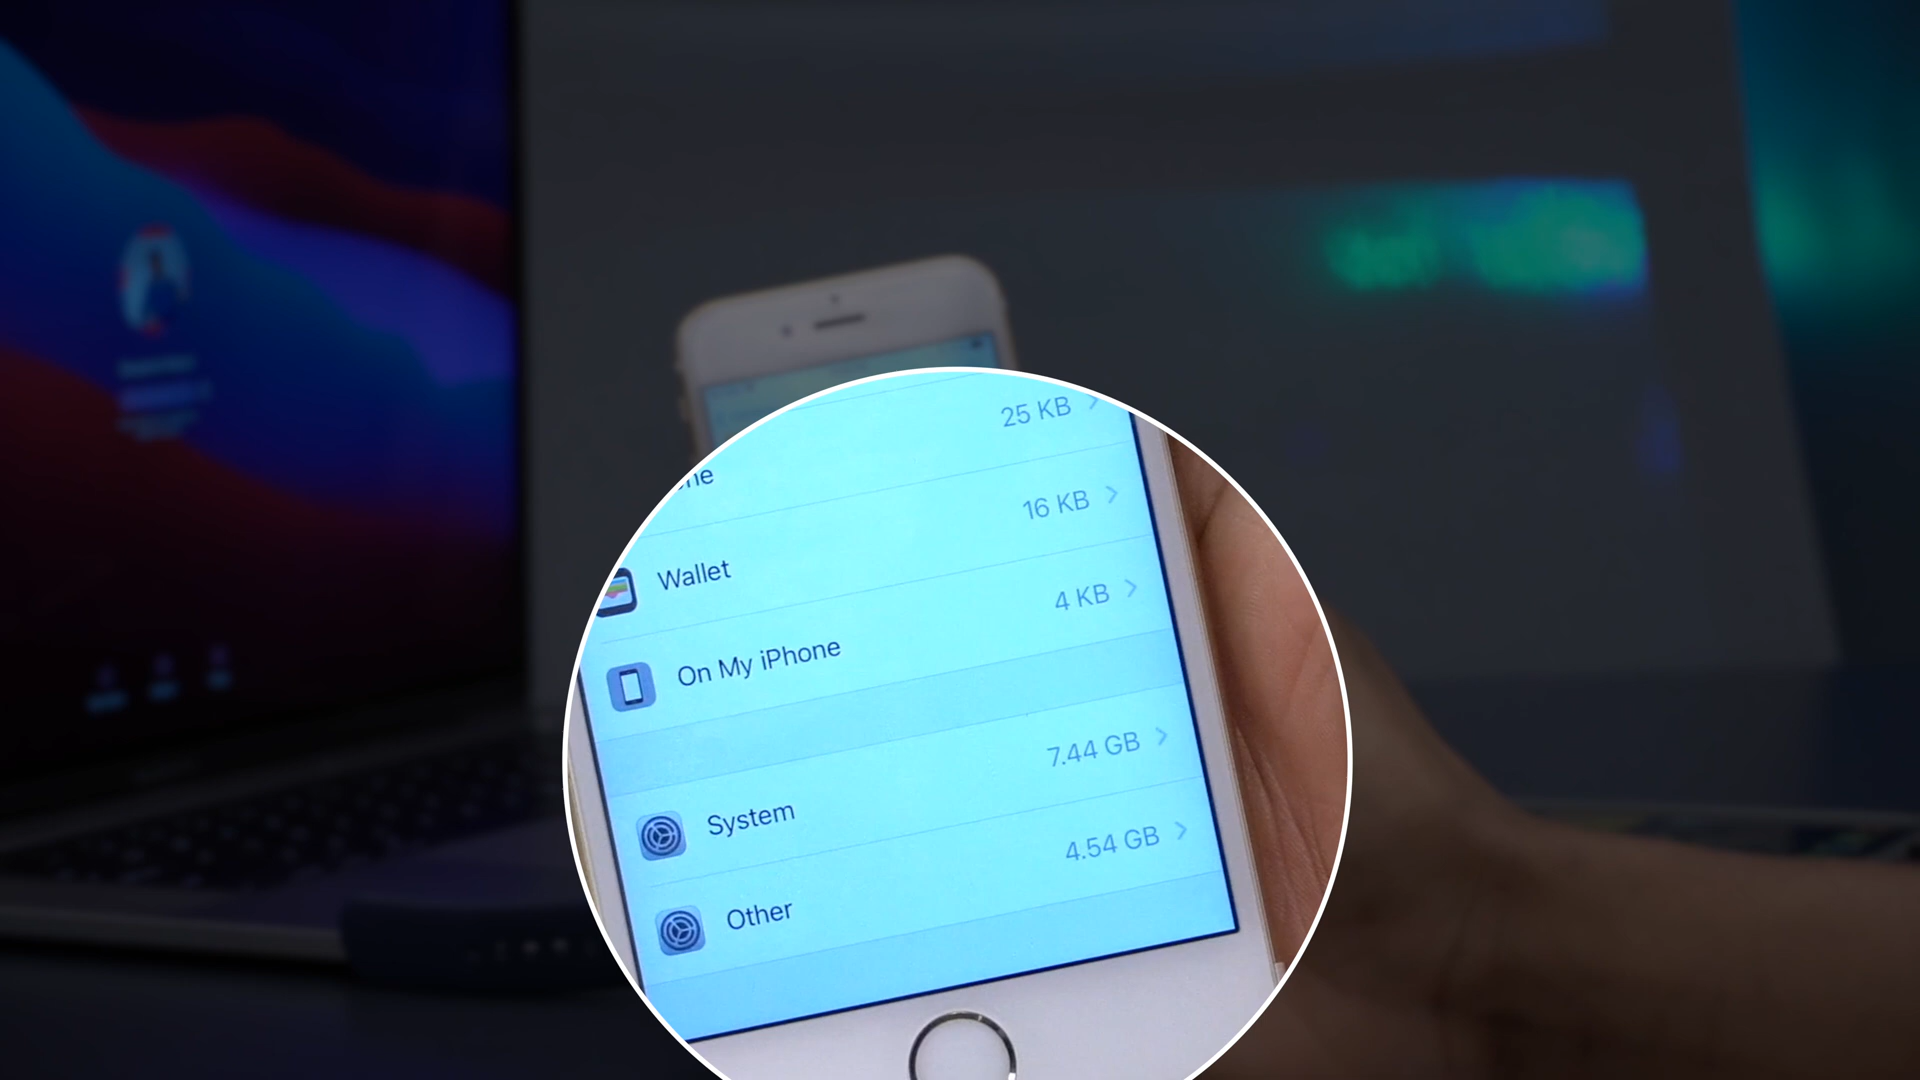 25 KB
16 KB
Wallet
4 KB
On My iPhone
7.44 GB
System
4.54 GB
Other